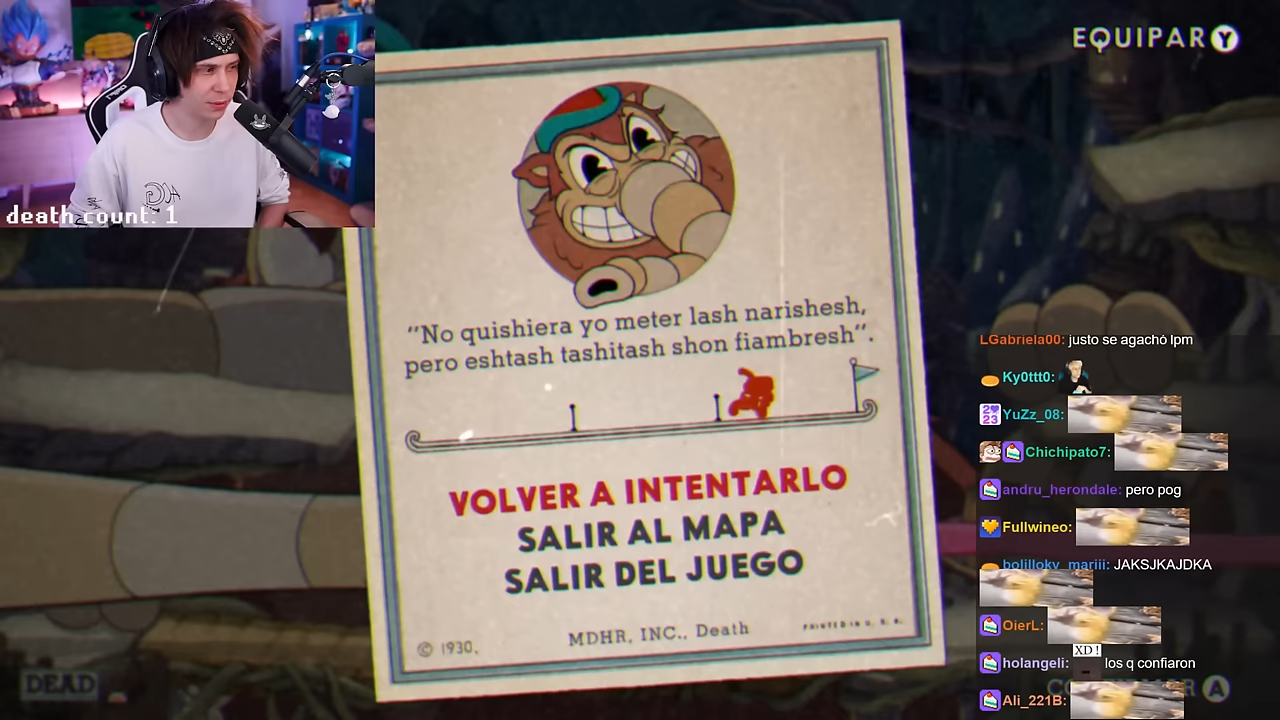 EQUIPAR Y
death count: 1
“No quishiera yo meter lash narishesh,
pero eshtash tashitash shon fiambresh”.
VOLVER A INTENTARLO
SALIR AL MAPA
SALIR DEL JUEGO
© 1930.
MDHR, INC., Death
PRINTED IN U. S. A.
DEAD
LGabriela00: justo se agachó lpm
Ky0ttt0:
YuZz_08:
Chichipato7:
andru_herondale: pero pog
Fullwineo:
bolilloky_mariii: JAKSJKAJDKA
OierL:
XD !
holangeli: los q confiaron
Ali_221B:
A